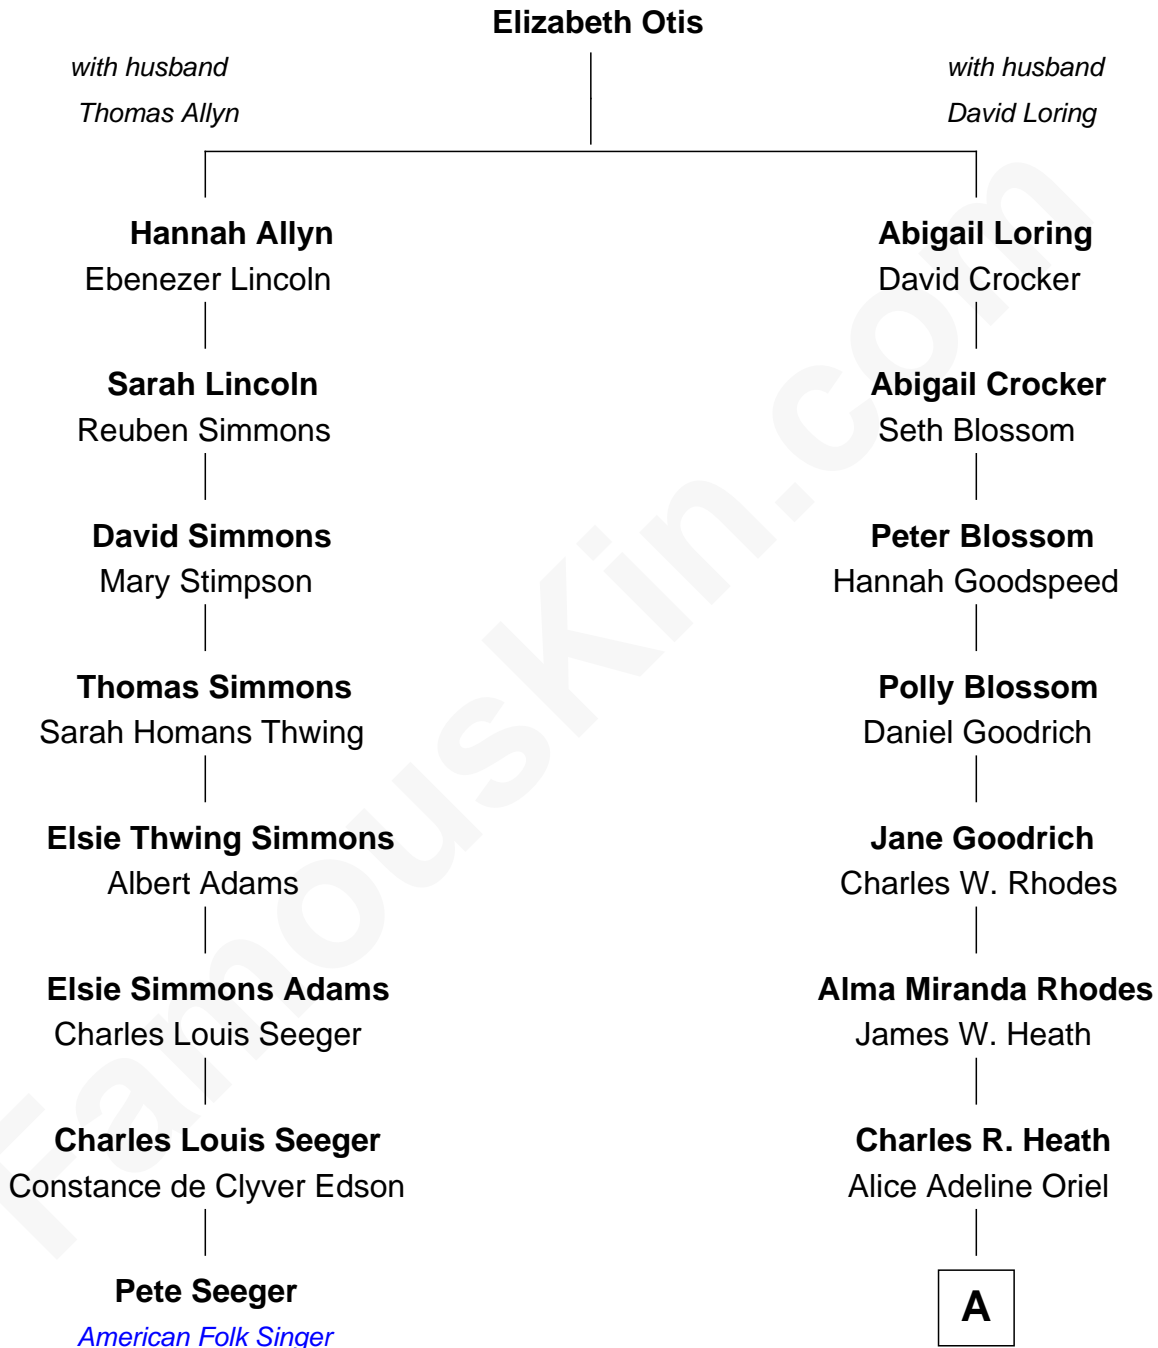 Elizabeth Otis
with husband
Thomas Allyn
with husband
David Loring
Hannah Allyn
Ebenezer Lincoln
Abigail Loring
David Crocker
Sarah Lincoln
Reuben Simmons
Abigail Crocker
Seth Blossom
David Simmons
Mary Stimpson
Peter Blossom
Hannah Goodspeed
Thomas Simmons
Sarah Homans Thwing
Polly Blossom
Daniel Goodrich
Elsie Thwing Simmons
Albert Adams
Jane Goodrich
Charles W. Rhodes
Elsie Simmons Adams
Charles Louis Seeger
Alma Miranda Rhodes
James W. Heath
Charles Louis Seeger
Constance de Clyver Edson
Charles R. Heath
Alice Adeline Oriel
Pete Seeger
American Folk Singer
A
FamousKin.com